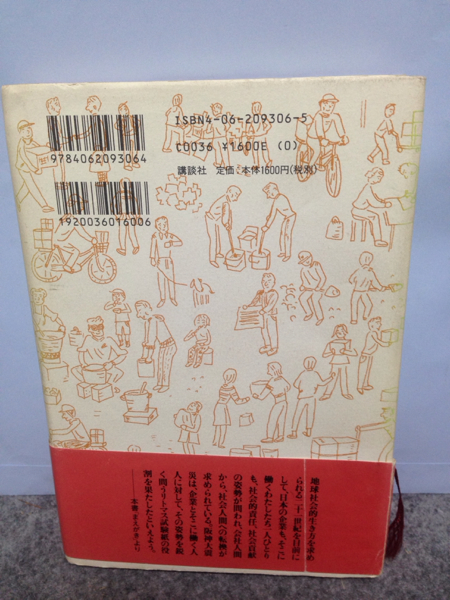 ISBN4-06-209306-5
C0036 ¥1600E (0)
講談社 定価:本体1600円(税別)
9784062093064
1920036016006
地球社会的生き方を求め
られる二十一世紀を目前に
して、日本の企業も、そこに
働くわたしたち一人ひとり
も、社会的責任、社会貢献
の姿勢が問われ、会社人間
から、社会人間への転換が
求められている。阪神大震
災は、企業とそこに働く人
人に対して、その姿勢を鋭
く問うリトマス試験紙の役
割を果たしたといえよう。
──本書「まえがき」より